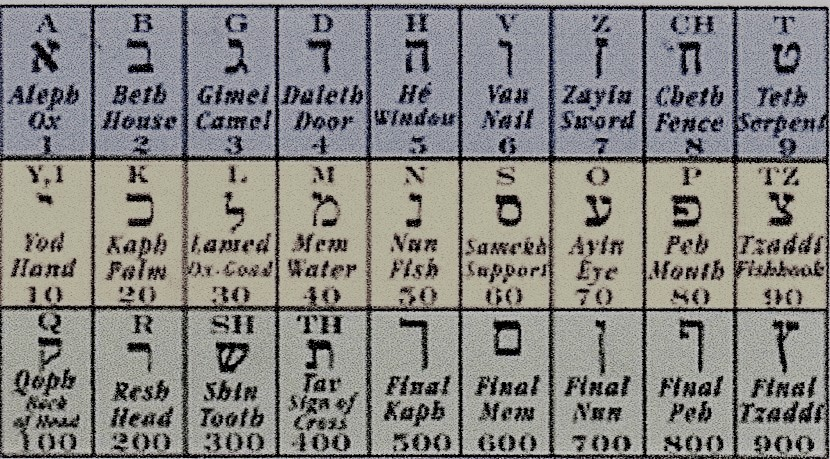 A B G D H V Z CH T
א ב ג ד ה ו ז ח ט
Aleph Beth Gimel Daleth Hé Vau Zayin Cheth Teth
Ox House Camel Door Window Nail Sword Fence Serpent
1 2 3 4 5 6 7 8 9
Y,I K L M N S O P TZ
י כ ל מ נ ס ע פ צ
Yod Kaph Lamed Mem Nun Samekh Ayin Peh Tzaddi
Hand Palm Ox-Goad Water Fish Support Eye Mouth Fishhook
10 20 30 40 50 60 70 80 90
Q R SH TH
ק ר ש ת ך ם ן ף ץ
Qoph Resh Shin Tav Final Final Final Final Final
Back of Head Head Tooth Sign of Cross Kaph Mem Nun Peh Tzaddi
100 200 300 400 500 600 700 800 900